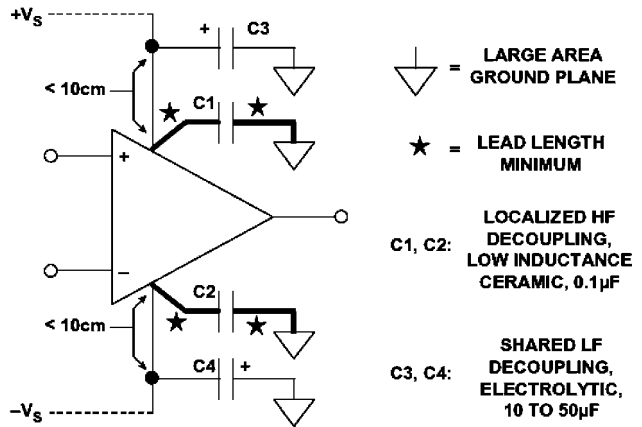 +VS
+ C3
< 10cm
C1
+
−
C2
< 10cm
C4 +
−VS
= LARGE AREA
GROUND PLANE
= LEAD LENGTH
MINIMUM
C1, C2: LOCALIZED HF
DECOUPLING,
LOW INDUCTANCE
CERAMIC, 0.1µF
C3, C4: SHARED LF
DECOUPLING,
ELECTROLYTIC,
10 TO 50µF